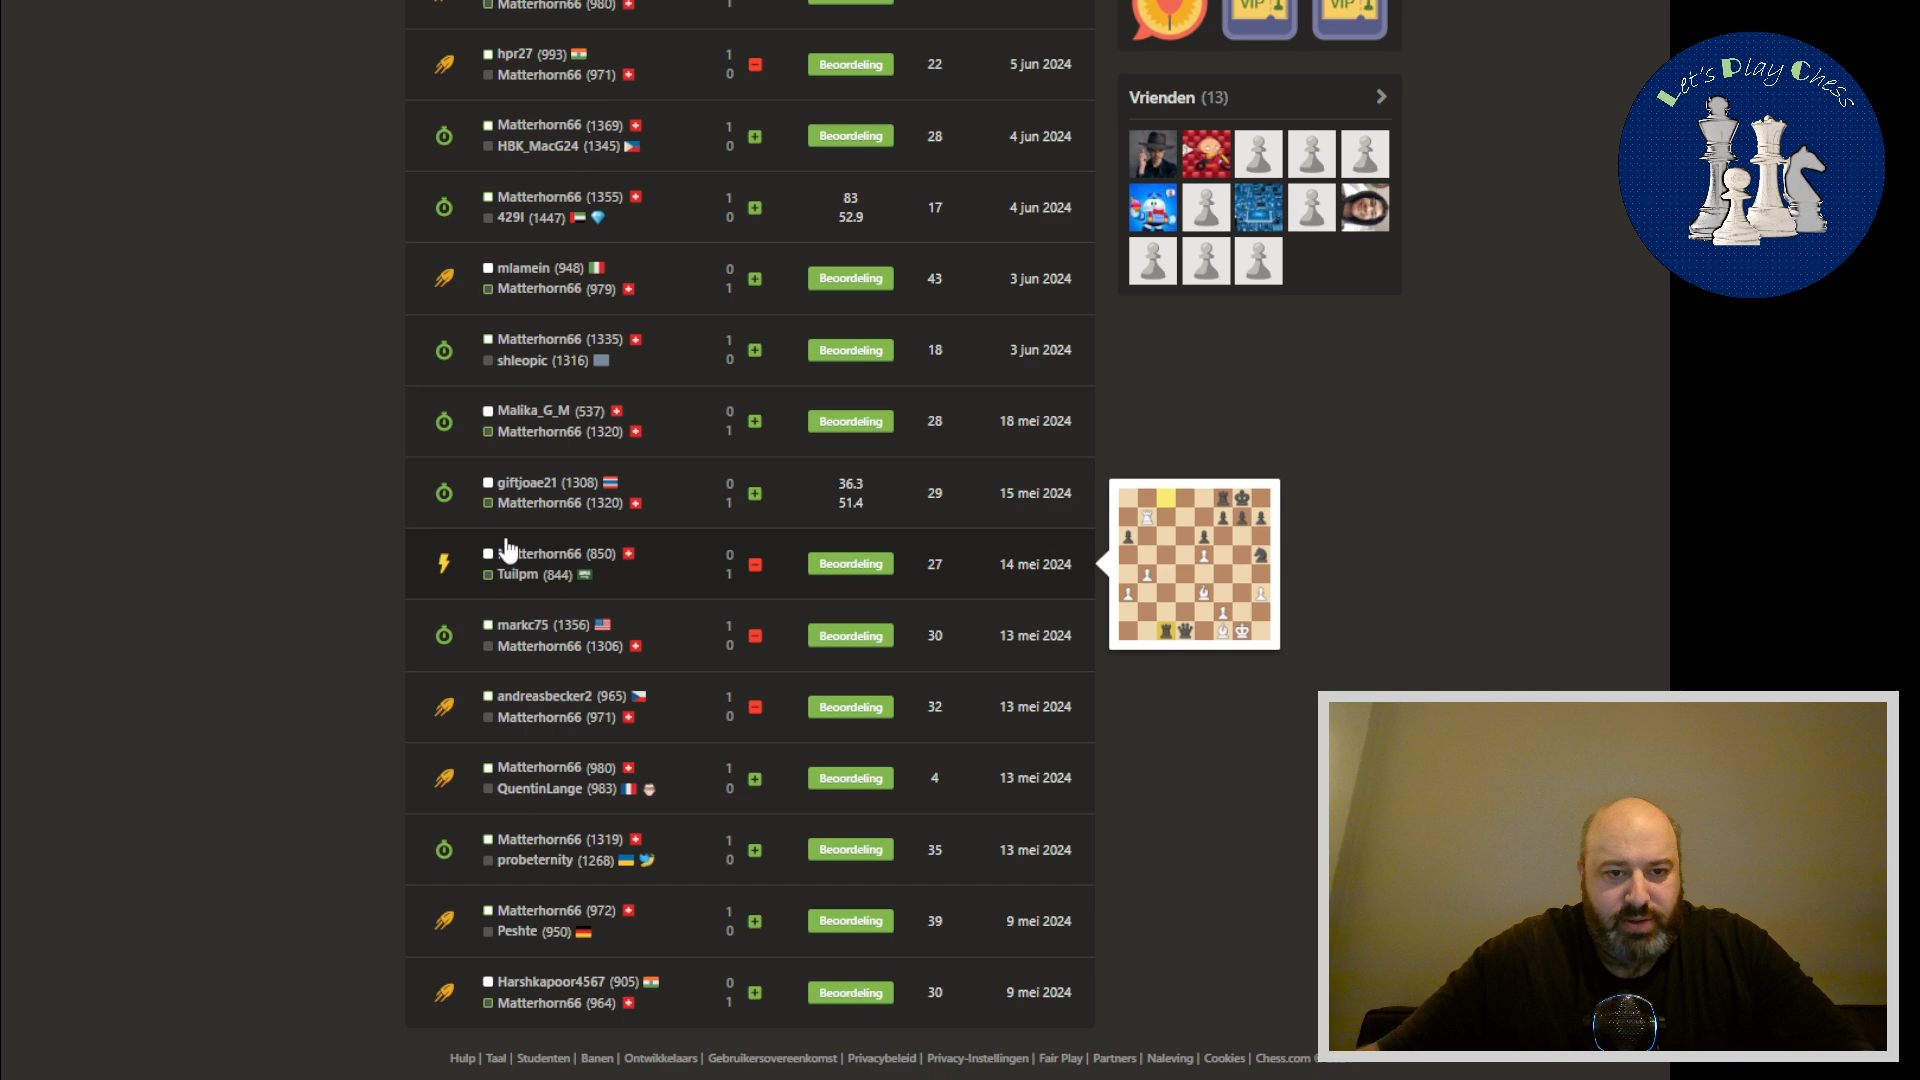 Matterhorn66 (980)
1
VIP 1
VIP 1
hpr27 (993)
Matterhorn66 (971)
1
0
Beoordeling
22
5 jun 2024
Matterhorn66 (1369)
HBK_MacG24 (1345)
1
0
Beoordeling
28
4 jun 2024
Matterhorn66 (1355)
429I (1447)
1
0
83
52.9
17
4 jun 2024
mlamein (948)
Matterhorn66 (979)
0
1
Beoordeling
43
3 jun 2024
Matterhorn66 (1335)
shleopic (1316)
1
0
Beoordeling
18
3 jun 2024
Malika_G_M (537)
Matterhorn66 (1320)
0
1
Beoordeling
28
18 mei 2024
giftjoae21 (1308)
Matterhorn66 (1320)
0
1
36.3
51.4
29
15 mei 2024
(850)
Tuilpm (844)
0
1
Beoordeling
27
14 mei 2024
markc75 (1356)
Matterhorn66 (1306)
1
0
Beoordeling
30
13 mei 2024
andreasbecker2 (965)
Matterhorn66 (971)
1
0
Beoordeling
32
13 mei 2024
Matterhorn66 (980)
QuentinLange (983)
1
0
Beoordeling
4
13 mei 2024
Matterhorn66 (1319)
probeternity (1268)
1
0
Beoordeling
35
13 mei 2024
Matterhorn66 (972)
Peshte (950)
1
0
Beoordeling
39
9 mei 2024
Harshkapoor4567 (905)
Matterhorn66 (964)
0
1
Beoordeling
30
9 mei 2024
Vrienden (13)
Let's Play Chess
Hulp | Taal | Studenten | Banen | Ontwikkelaars | Gebruikersovereenkomst | Privacybeleid | Privacy-Instellingen | Fair Play | Partners | Naleving | Cookies | Chess.com